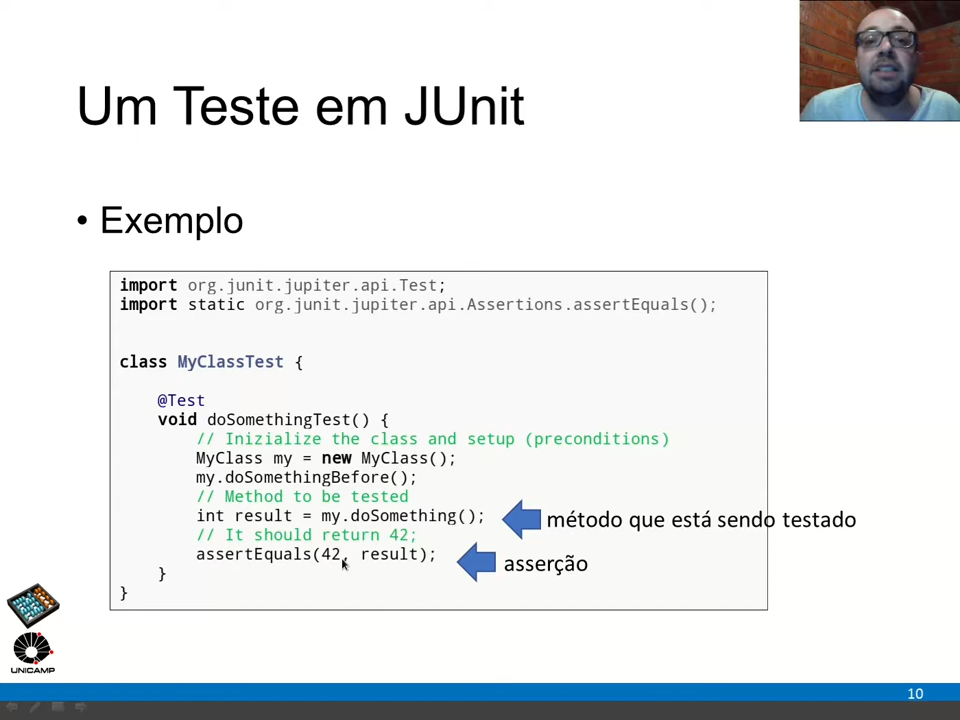 Um Teste em JUnit
• Exemplo
import org.junit.jupiter.api.Test;
import static org.junit.jupiter.api.Assertions.assertEquals();
class MyClassTest {
@Test
void doSomethingTest() {
// Inizialize the class and setup (preconditions)
MyClass my = new MyClass();
my.doSomethingBefore();
// Method to be tested
int result = my.doSomething();
método que está sendo testado
// It should return 42;
assertEquals(42, result);
asserção
}
}
UNICAMP
10